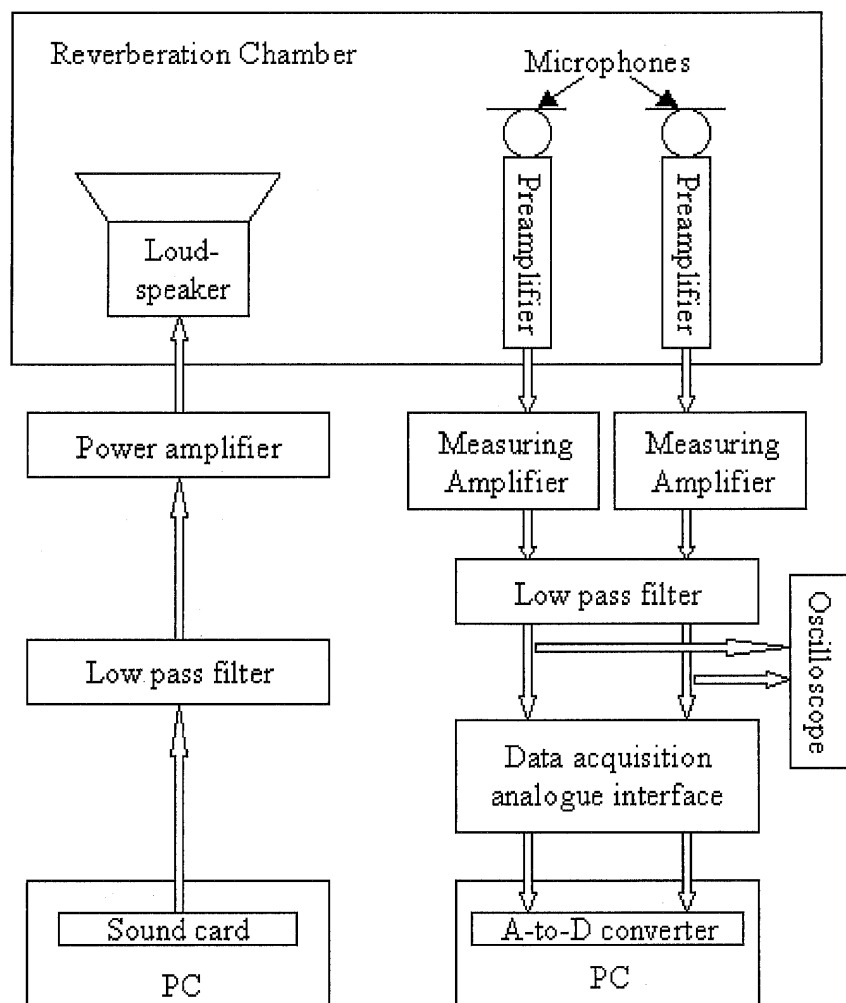 Reverberation Chamber
Microphones
Preamplifier
Preamplifier
Loud-
speaker
Power amplifier
Measuring
Amplifier
Measuring
Amplifier
Low pass filter
Oscilloscope
Low pass filter
Data acquisition
analogue interface
Sound card
PC
A-to-D converter
PC